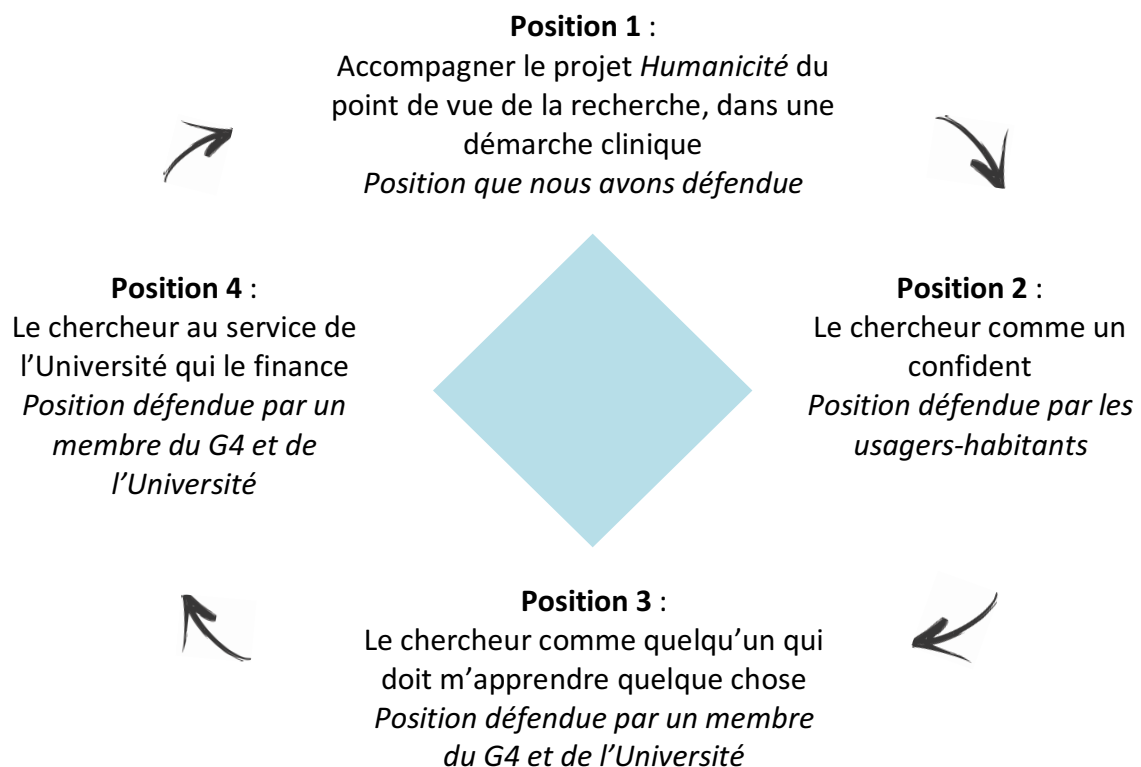 Position 1 :
Accompagner le projet Humanicité du
point de vue de la recherche, dans une
démarche clinique
Position que nous avons défendue
Position 4 :
Le chercheur au service de
l’Université qui le finance
Position défendue par un
membre du G4 et de
l’Université
Position 2 :
Le chercheur comme un
confident
Position défendue par les
usagers-habitants
Position 3 :
Le chercheur comme quelqu’un qui
doit m’apprendre quelque chose
Position défendue par un membre
du G4 et de l’Université